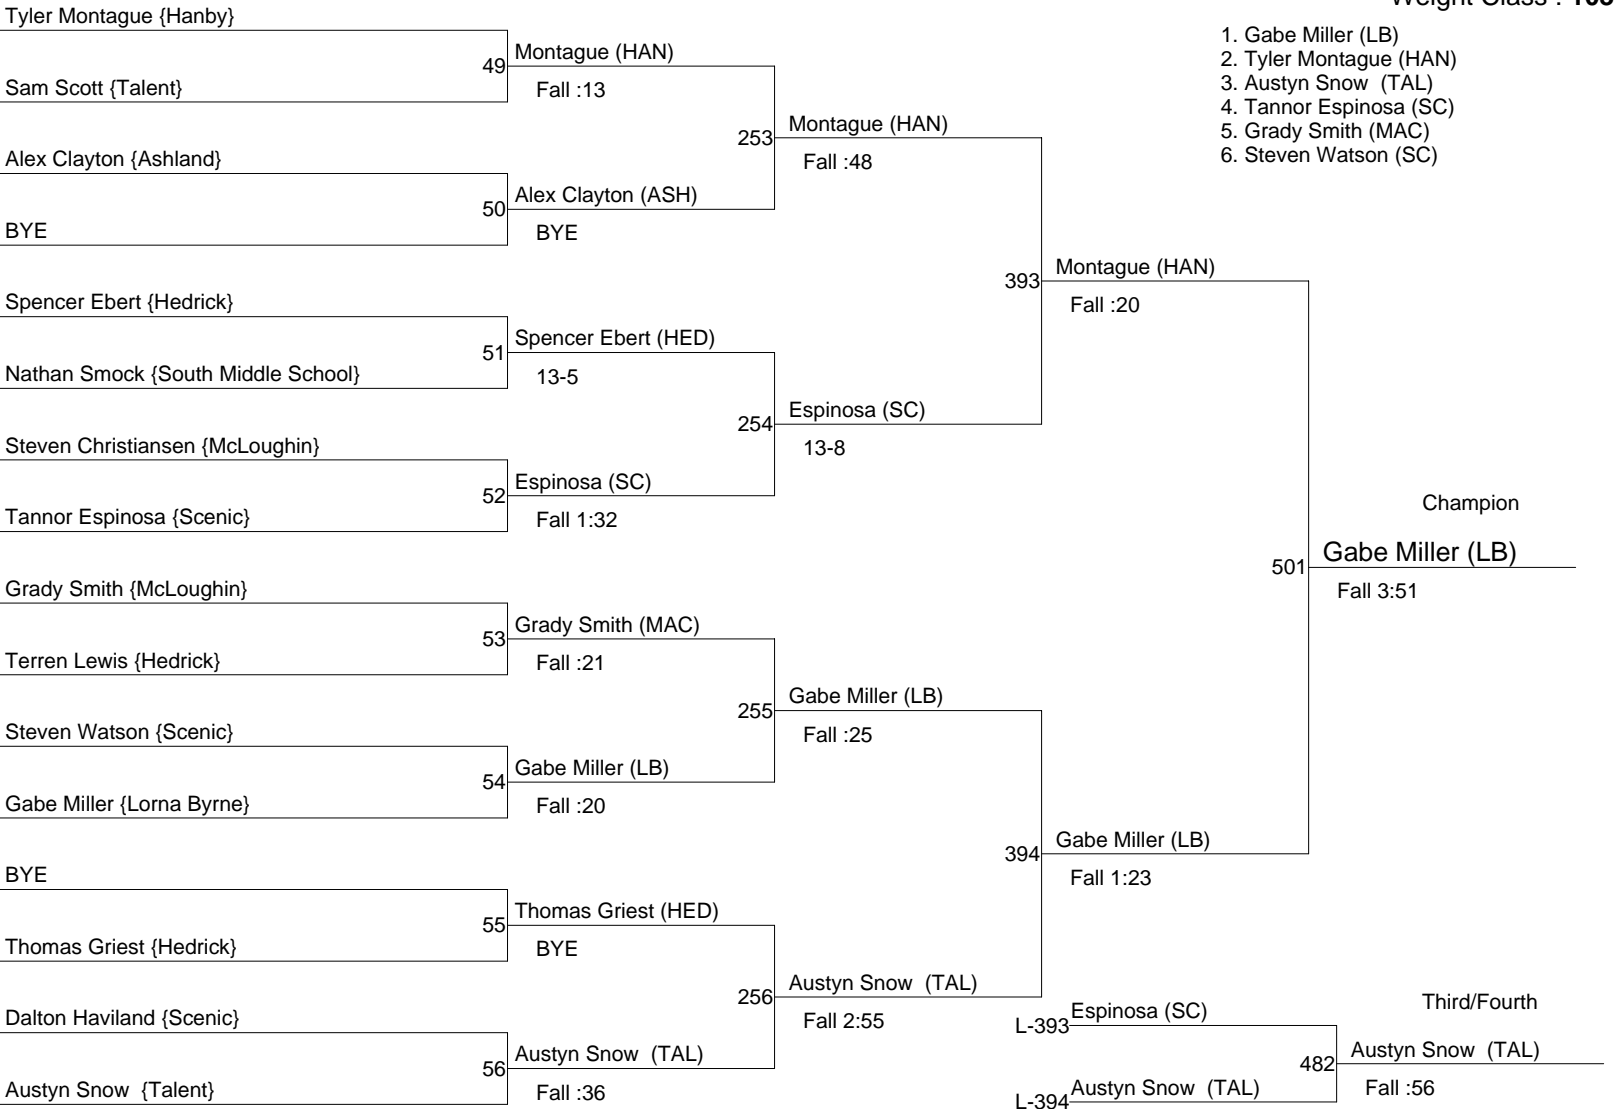 Tyler Montague {Hanby}
Sam Scott {Talent}
Alex Clayton {Ashland}
BYE
Spencer Ebert {Hedrick}
Nathan Smock {South Middle School}
Steven Christiansen {McLoughin}
Tannor Espinosa {Scenic}
Grady Smith {McLoughin}
Terren Lewis {Hedrick}
Steven Watson {Scenic}
Gabe Miller {Lorna Byrne}
BYE
Thomas Griest {Hedrick}
Dalton Haviland {Scenic}
Austyn Snow {Talent}
49 Montague (HAN)
Fall :13
50 Alex Clayton (ASH)
BYE
51 Spencer Ebert (HED)
13-5
52 Espinosa (SC)
Fall 1:32
53 Grady Smith (MAC)
Fall :21
54 Gabe Miller (LB)
Fall :20
55 Thomas Griest (HED)
BYE
56 Austyn Snow (TAL)
Fall :36
253 Montague (HAN)
Fall :48
254 Espinosa (SC)
13-8
255 Gabe Miller (LB)
Fall :25
256 Austyn Snow (TAL)
Fall 2:55
393 Montague (HAN)
Fall :20
394 Gabe Miller (LB)
Fall 1:23
Champion
501 Gabe Miller (LB)
Fall 3:51
L-393 Espinosa (SC)
L-394 Austyn Snow (TAL)
Third/Fourth
482 Austyn Snow (TAL)
Fall :56
1. Gabe Miller (LB)
2. Tyler Montague (HAN)
3. Austyn Snow (TAL)
4. Tannor Espinosa (SC)
5. Grady Smith (MAC)
6. Steven Watson (SC)